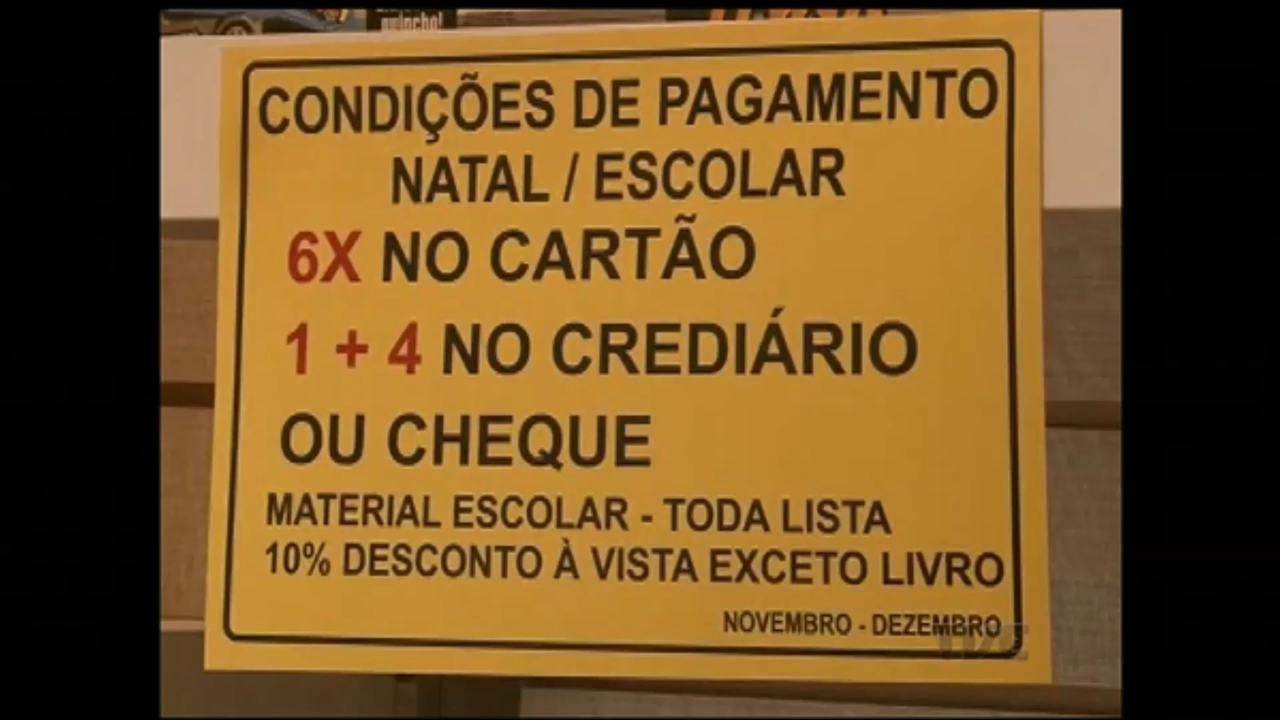 CONDIÇÕES DE PAGAMENTO
NATAL / ESCOLAR
6X NO CARTÃO
1 + 4 NO CREDIÁRIO
OU CHEQUE
MATERIAL ESCOLAR - TODA LISTA
10% DESCONTO À VISTA EXCETO LIVRO
NOVEMBRO - DEZEMBRO